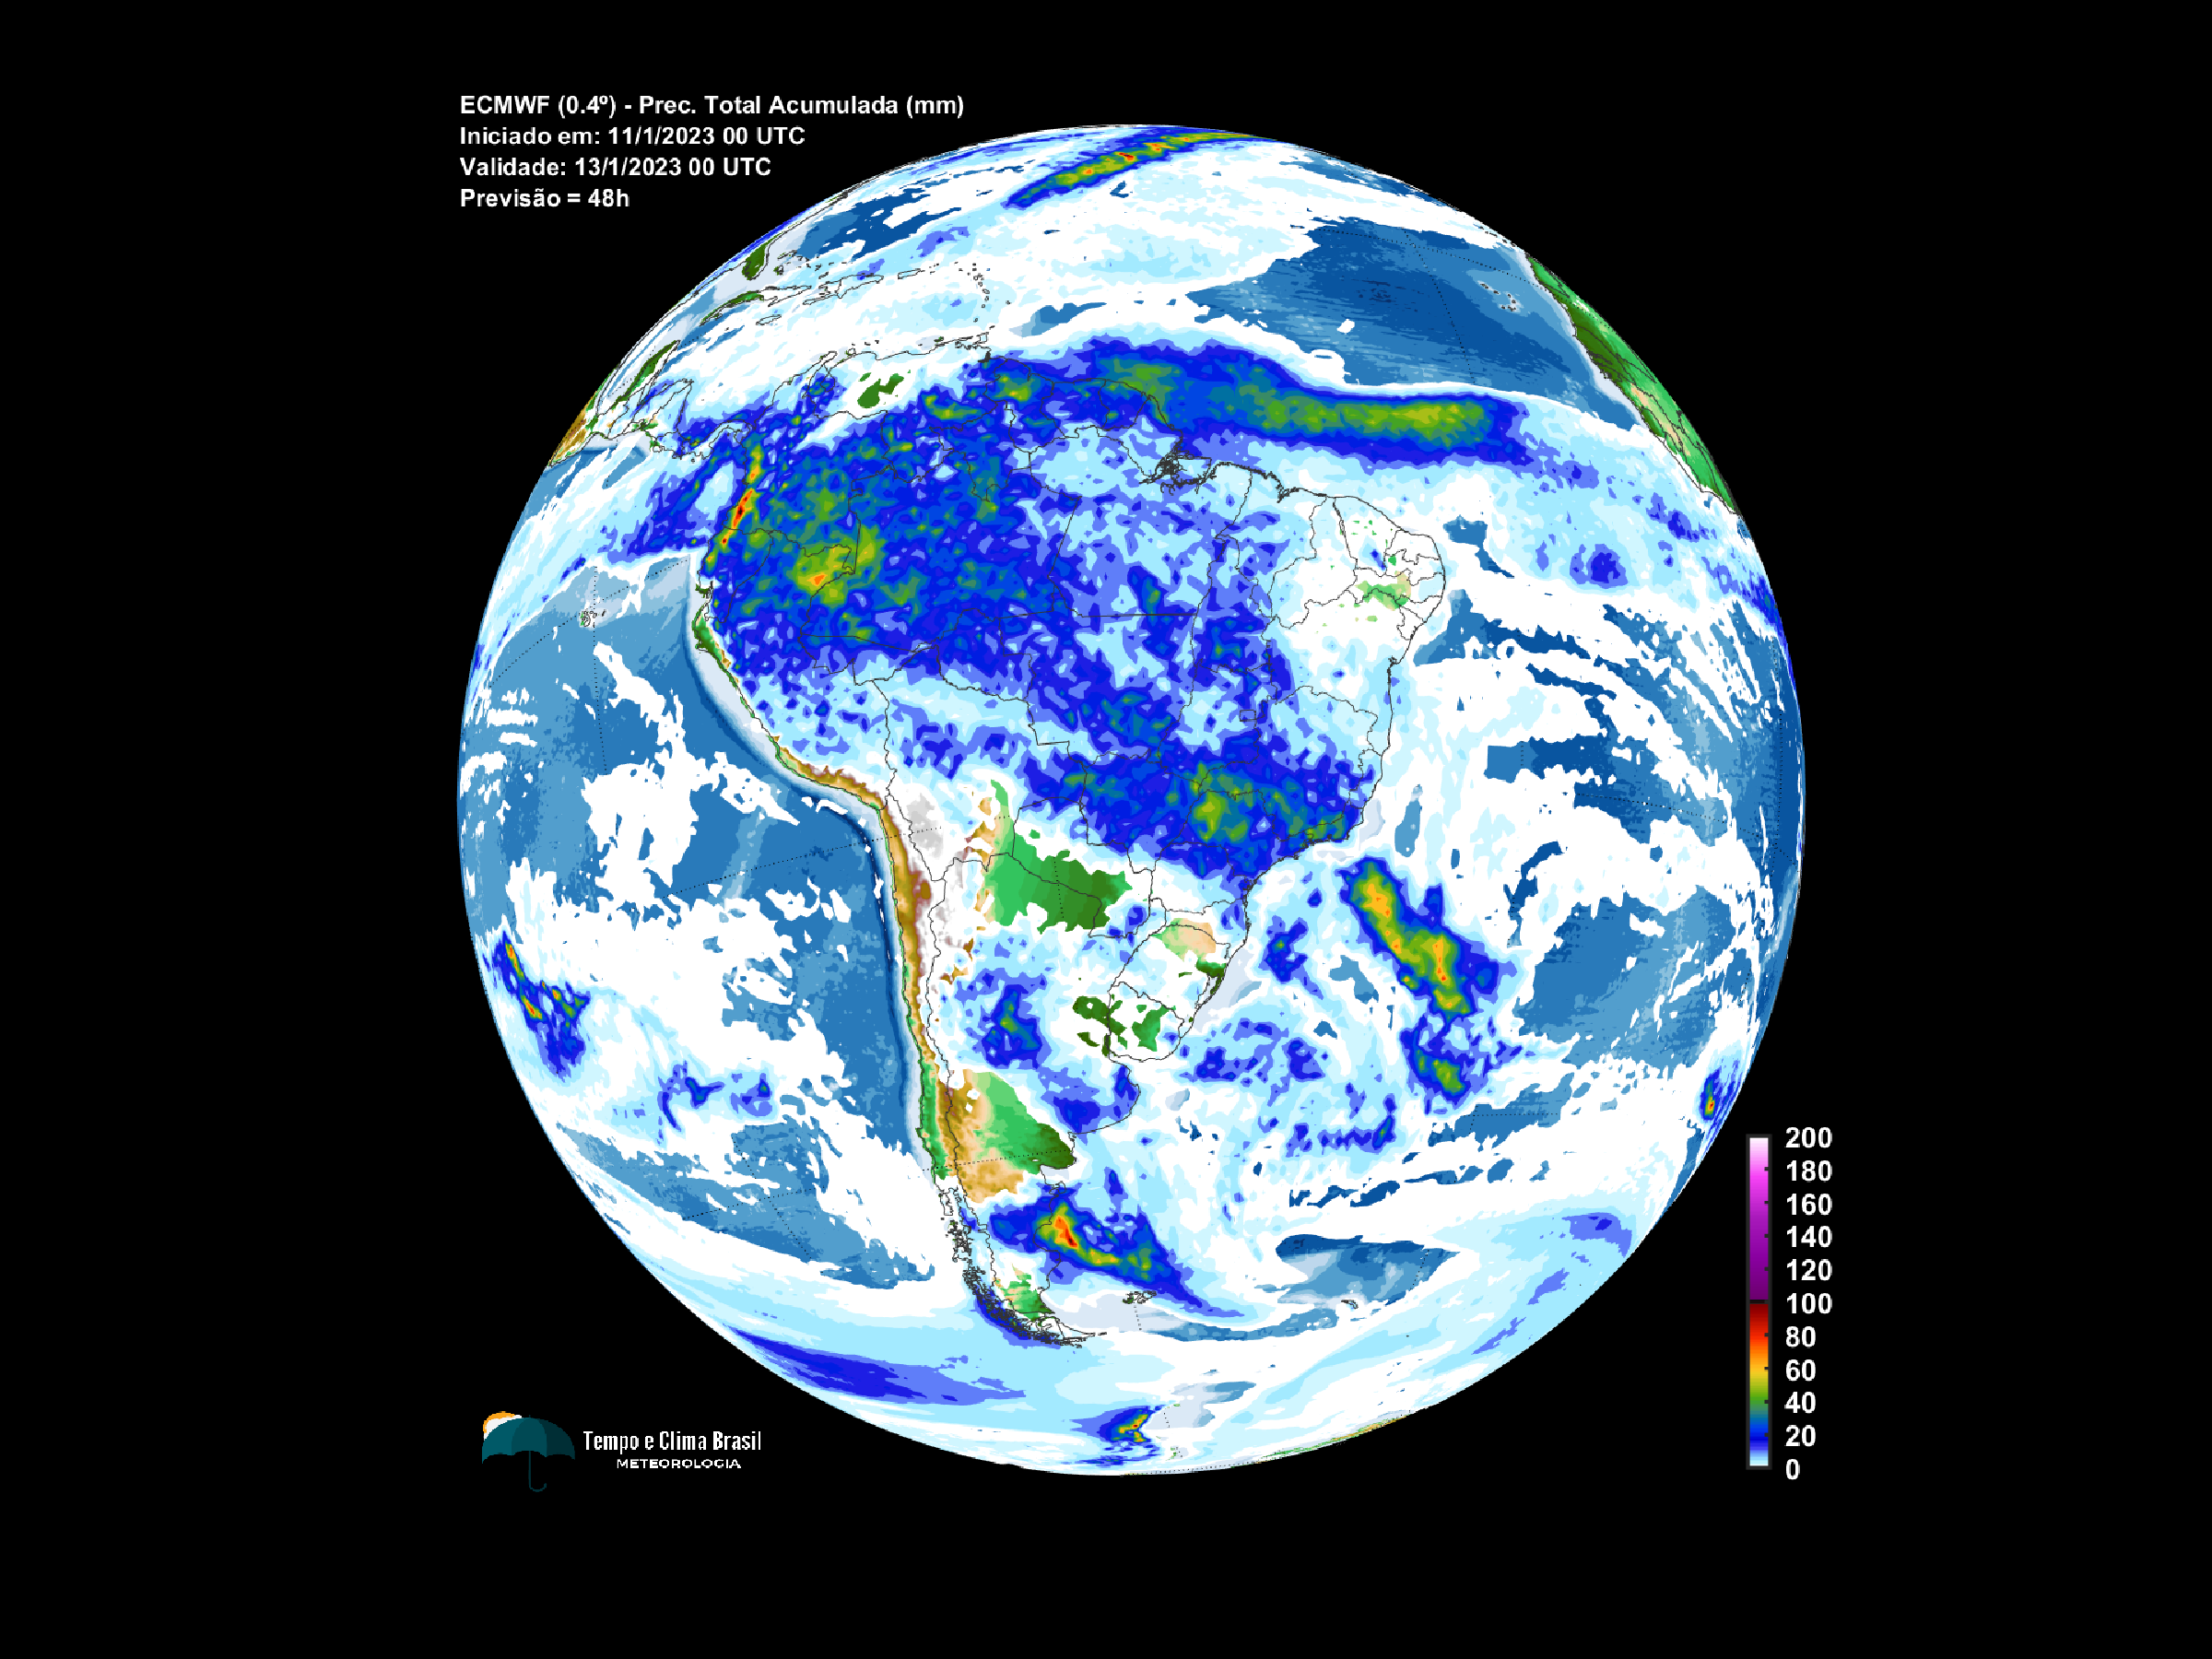 ECMWF (0.4º) - Prec. Total Acumulada (mm)
Iniciado em: 11/1/2023 00 UTC
Validade: 13/1/2023 00 UTC
Previsão = 48h
200
180
160
140
120
100
80
60
40
20
0
Tempo e Clima Brasil
METEOROLOGIA